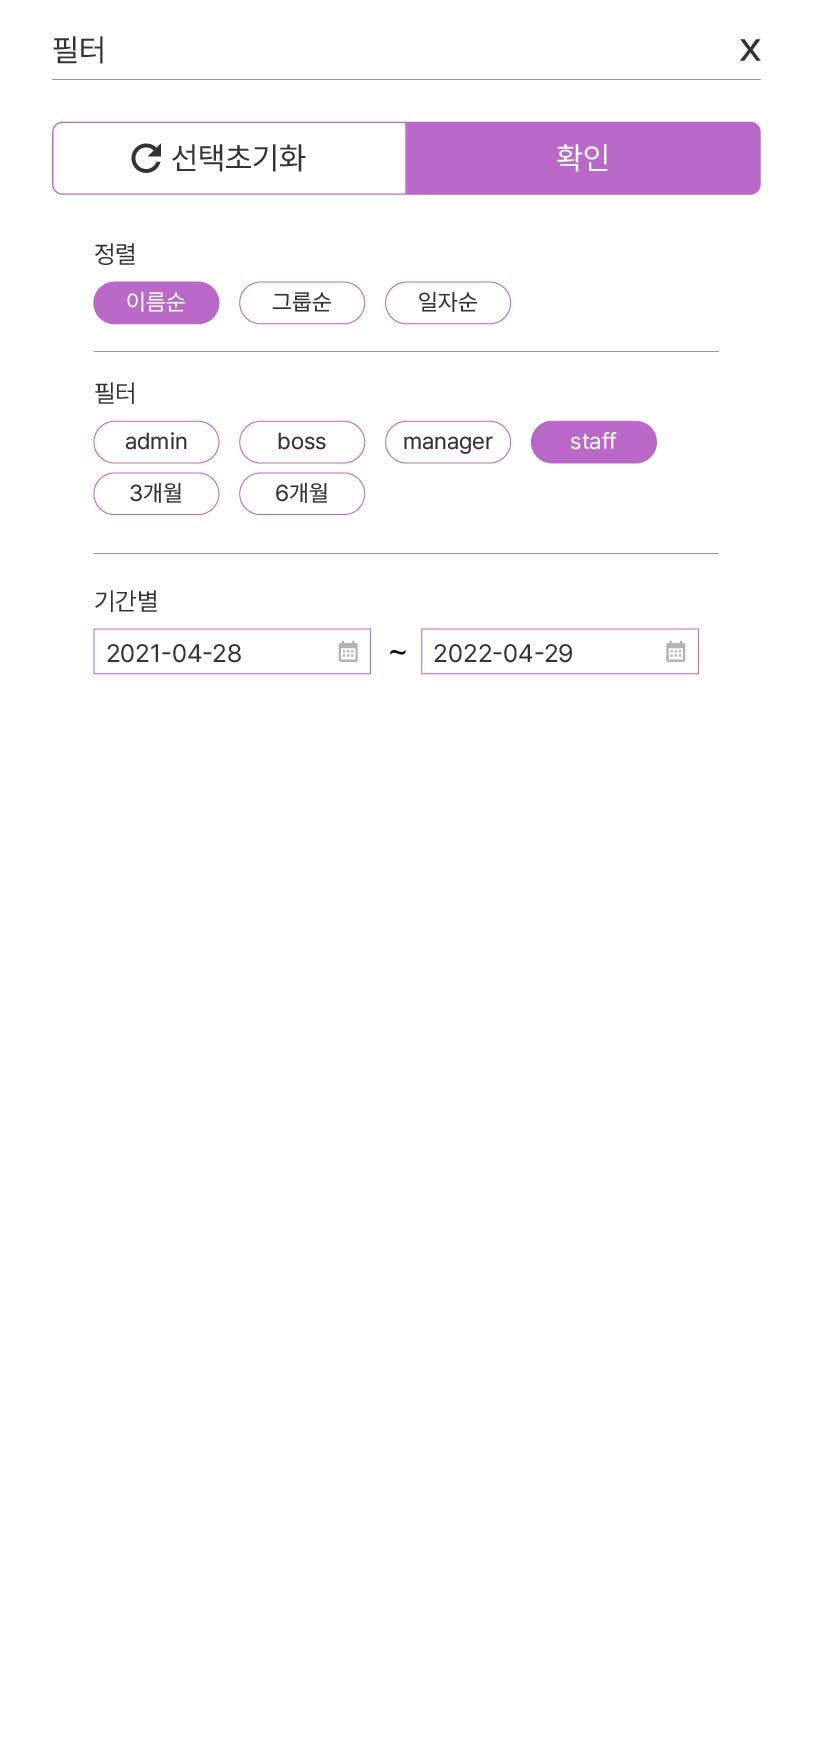 필터 X
선택초기화 확인
정렬
이름순 그룹순 일자순
필터
admin boss manager staff
3개월 6개월
기간별
2021-04-28 ~ 2022-04-29